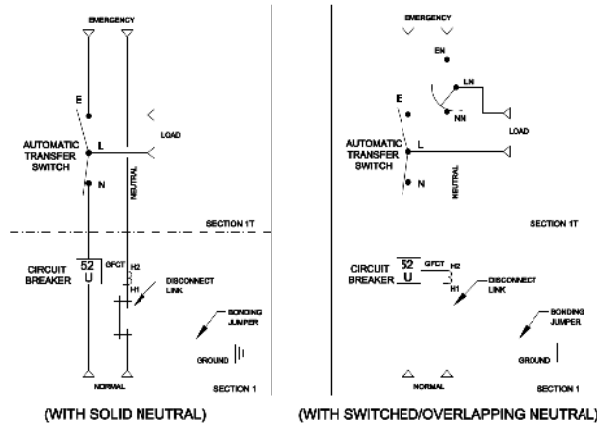 EMERGENCY
E
L
LOAD
AUTOMATIC
TRANSFER
SWITCH
N
NEUTRAL
SECTION 1T
CIRCUIT
BREAKER
52
U
GFCT
H2
H1
DISCONNECT
LINK
BONDING
JUMPER
GROUND
NORMAL
SECTION 1
(WITH SOLID NEUTRAL)
EMERGENCY
EN
LN
E
NN
LOAD
AUTOMATIC
TRANSFER
SWITCH
L
N
NEUTRAL
SECTION 1T
CIRCUIT
BREAKER
52
U
GFCT
H2
H1
DISCONNECT
LINK
BONDING
JUMPER
GROUND
NORMAL
SECTION 1
(WITH SWITCHED/OVERLAPPING NEUTRAL)